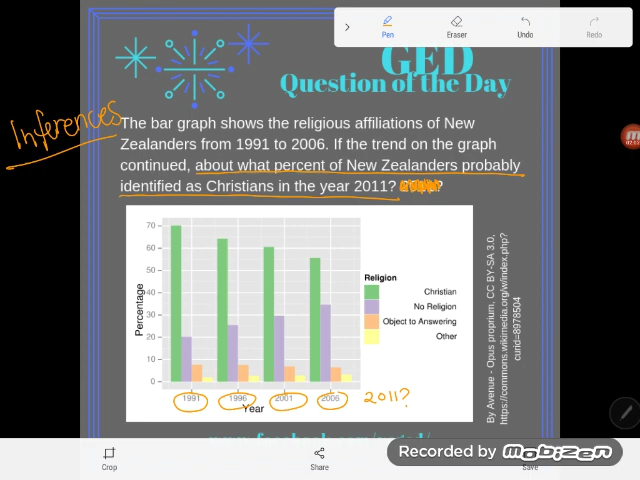 Pen
Eraser
Undo
Redo
GED
Question of the Day
Inferences
The bar graph shows the religious affiliations of New
Zealanders from 1991 to 2006. If the trend on the graph
continued, about what percent of New Zealanders probably
identified as Christians in the year 2011?
?
70
60
50
40
30
20
10
0
Percentage
1991
1996
2001
2006
2011?
Year
Religion
Christian
No Religion
Object to Answering
Other
By Avenue - Opus proprium, CC BY-SA 3.0,
https://commons.wikimedia.org/w/index.php?
curid=8978504
Crop
Share
Save
Recorded by Mobizen